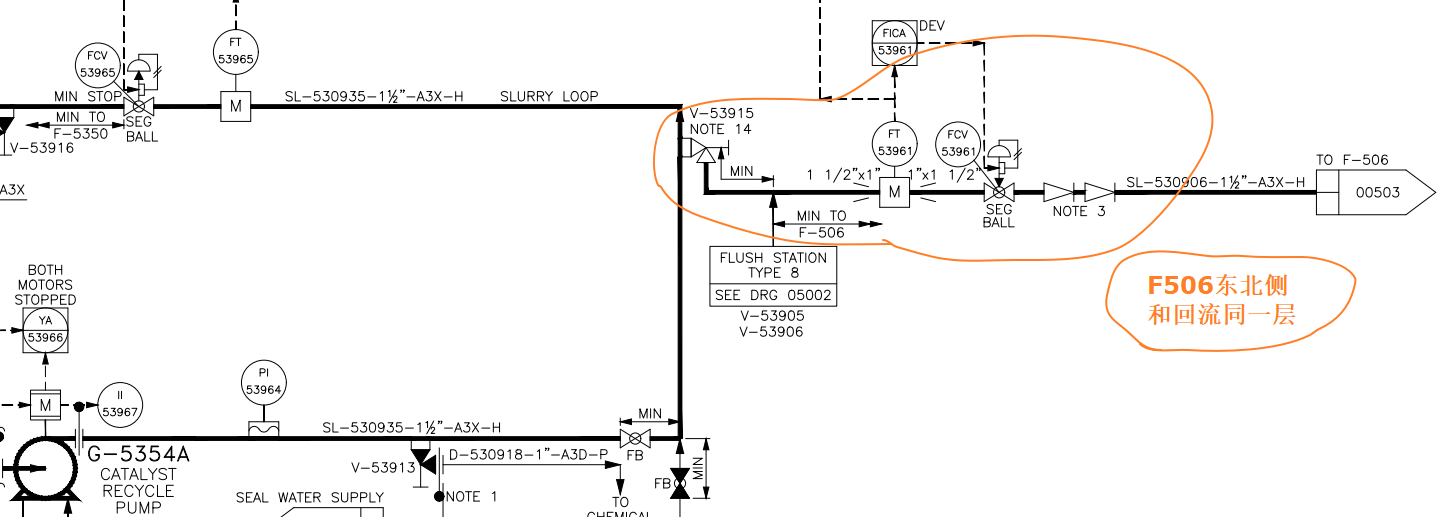 FICA
53961
DEV
FCV
53965
FT
53965
MIN STOP
SL-530935-1½"-A3X-H
SLURRY LOOP
M
MIN TO
F-5350
SEG
BALL
V-53916
A3X
V-53915
NOTE 14
MIN
FT
53961
FCV
53961
1 1/2"x1"
M
1"x1 1/2"
SEG
BALL
NOTE 3
SL-530906-1½"-A3X-H
TO F-506
00503
MIN TO
F-506
FLUSH STATION
TYPE 8
SEE DRG 05002
V-53905
V-53906
F506东北侧
和回流同一层
BOTH
MOTORS
STOPPED
YA
53966
M
II
53967
PI
53964
G-5354A
CATALYST
RECYCLE
PUMP
SL-530935-1½"-A3X-H
MIN
FB
V-53913
D-530918-1"-A3D-P
NOTE 1
FB
MIN
SEAL WATER SUPPLY
TO
CHEMICAL